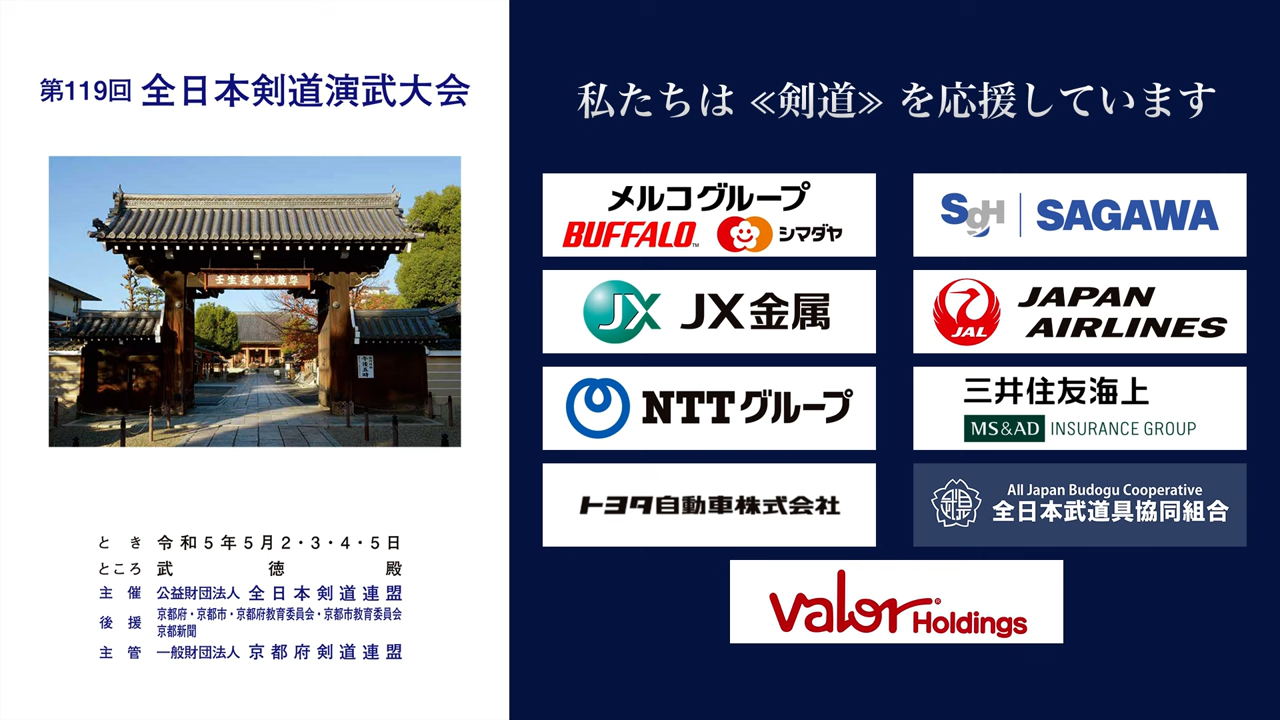 第119回 全日本剣道演武大会
壬生延命地蔵尊
とき 令和5年5月2・3・4・5日
ところ 武徳殿
主催 公益財団法人 全日本剣道連盟
後援 京都府・京都市・京都府教育委員会・京都市教育委員会
京都新聞
主管 一般財団法人 京都府剣道連盟
私たちは ≪剣道≫ を応援しています
メルコグループ
BUFFALO™ シマダヤ
SGH SAGAWA
JX JX金属
JAL JAPAN AIRLINES
NTTグループ
三井住友海上
MS&AD INSURANCE GROUP
トヨタ自動車株式会社
All Japan Budogu Cooperative
全日本武道具協同組合
valor® Holdings